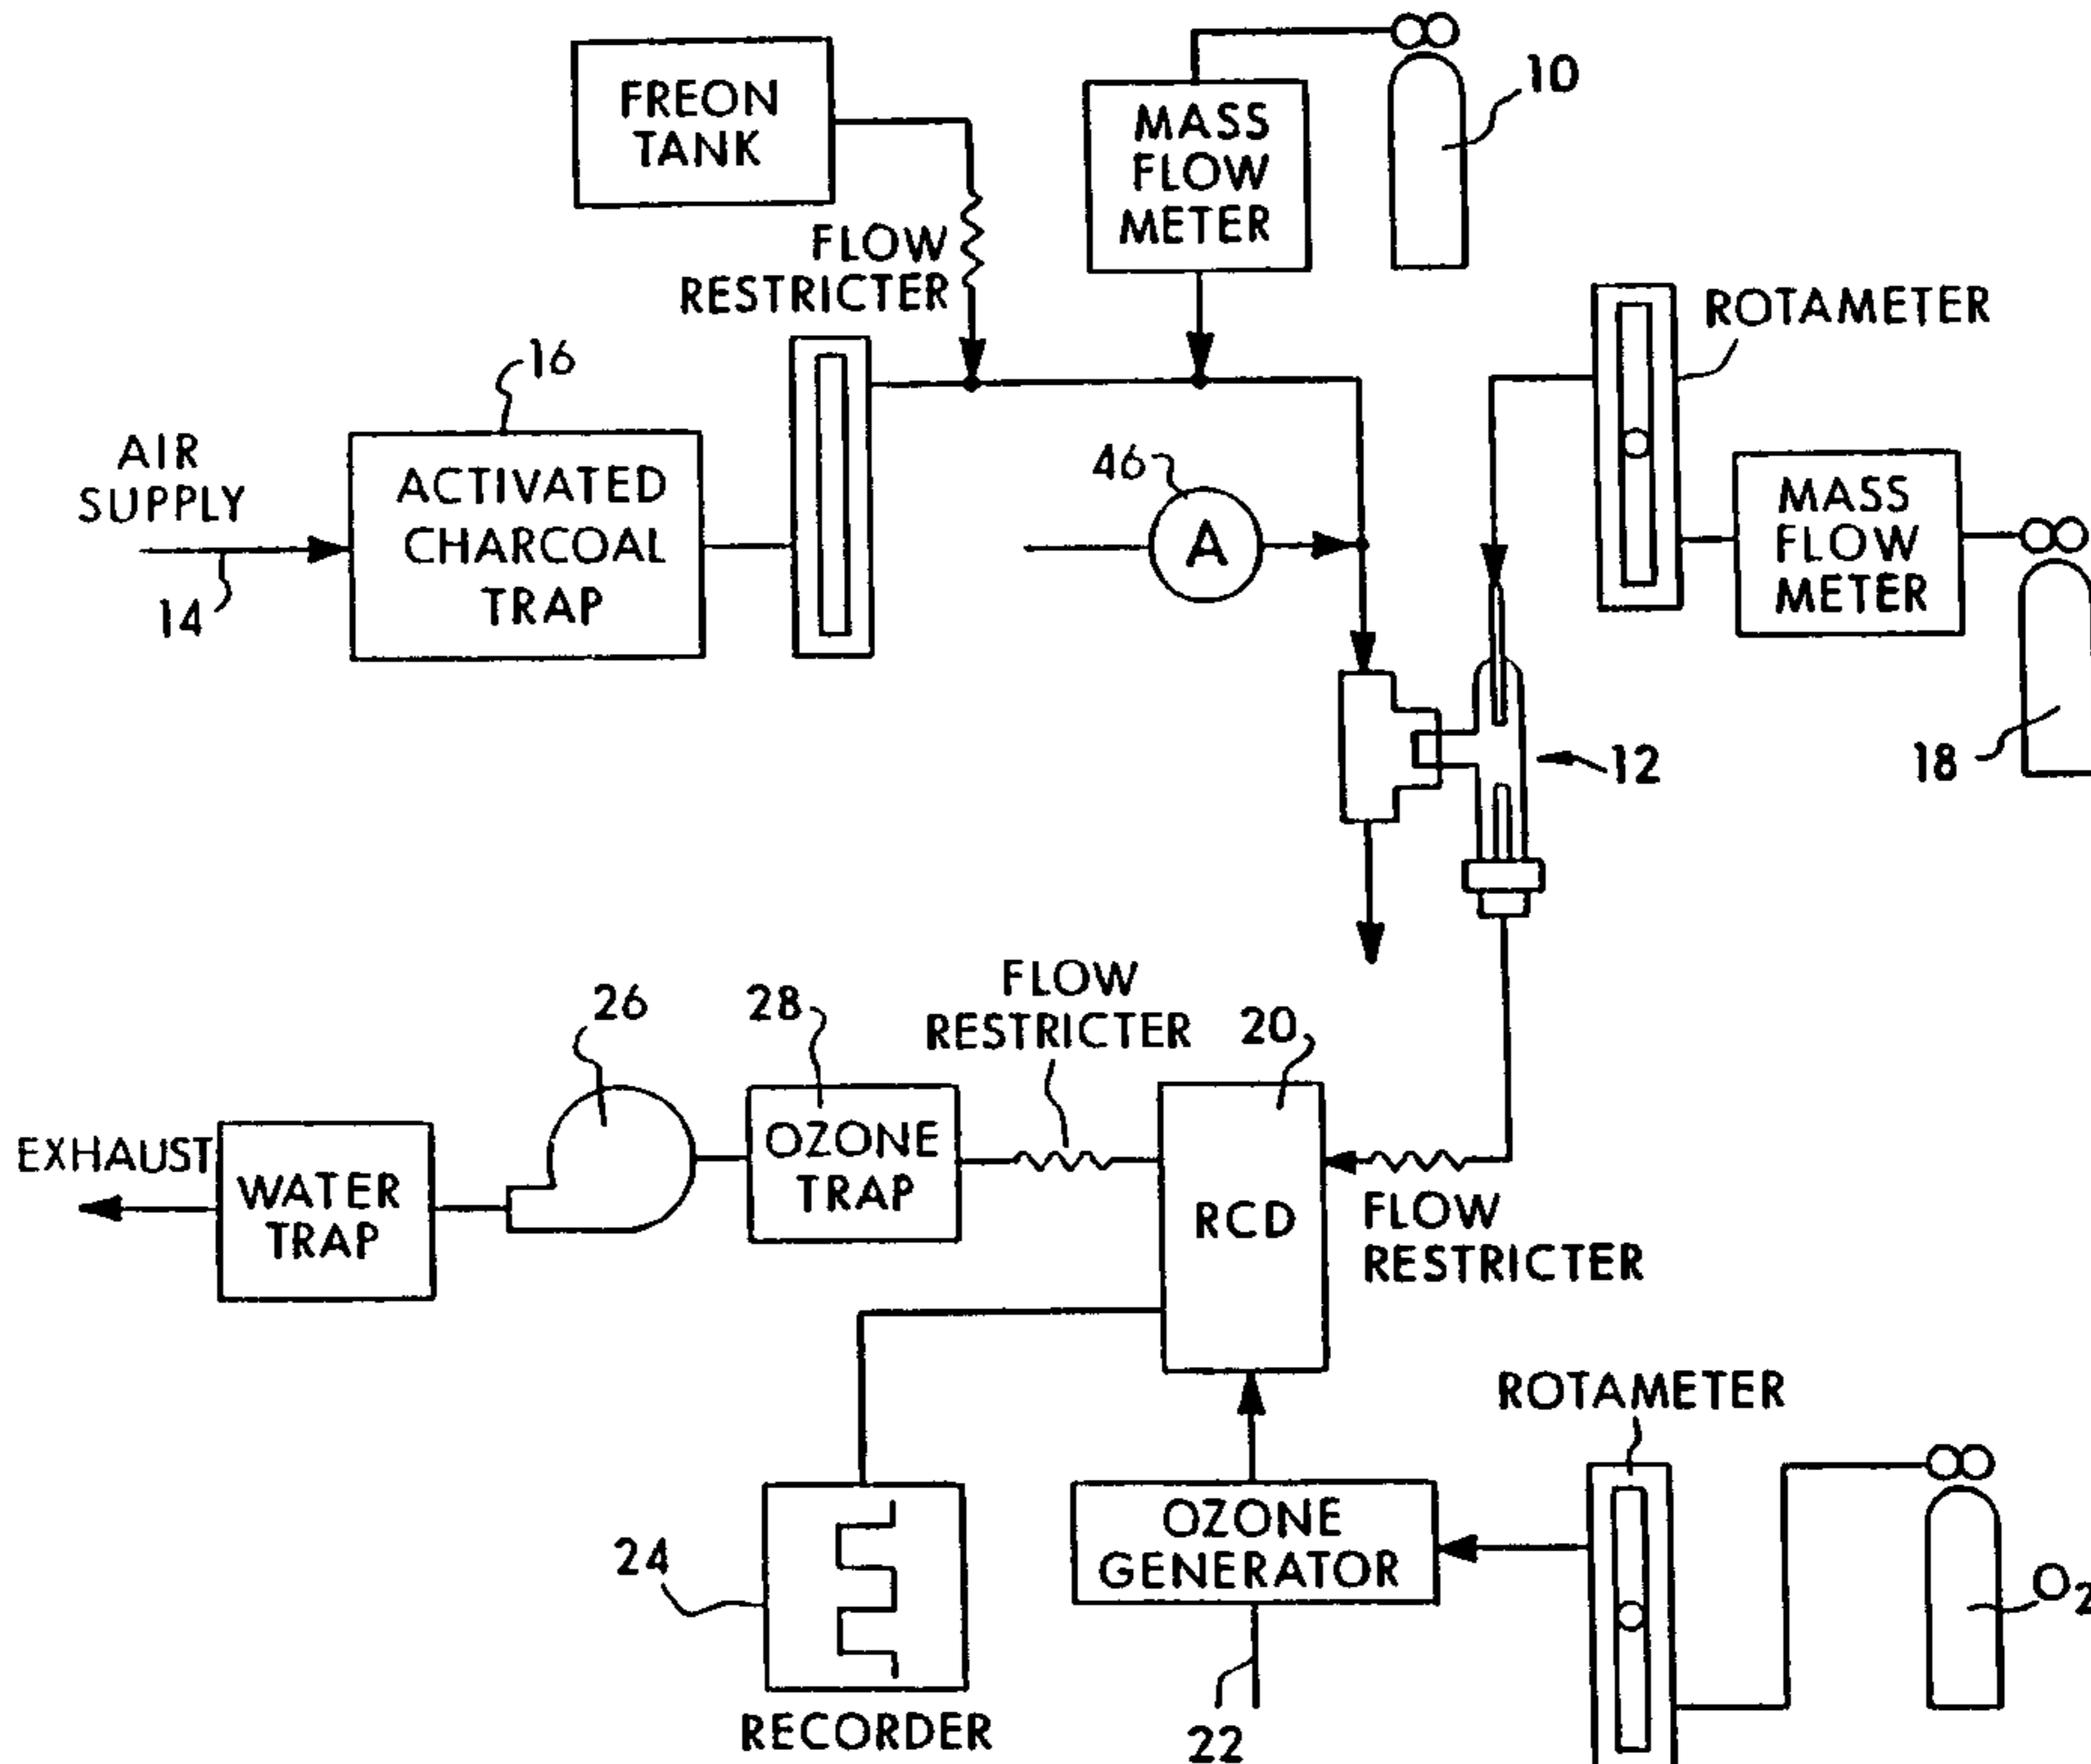 FREON
TANK
MASS
FLOW
METER
10
FLOW
RESTRICTER
ROTAMETER
16
AIR
SUPPLY
ACTIVATED
CHARCOAL
TRAP
14
46
A
MASS
FLOW
METER
12
18
FLOW
RESTRICTER
26
28
20
EXHAUST
WATER
TRAP
OZONE
TRAP
RCD
FLOW
RESTRICTER
ROTAMETER
OZONE
GENERATOR
24
O2
RECORDER
22